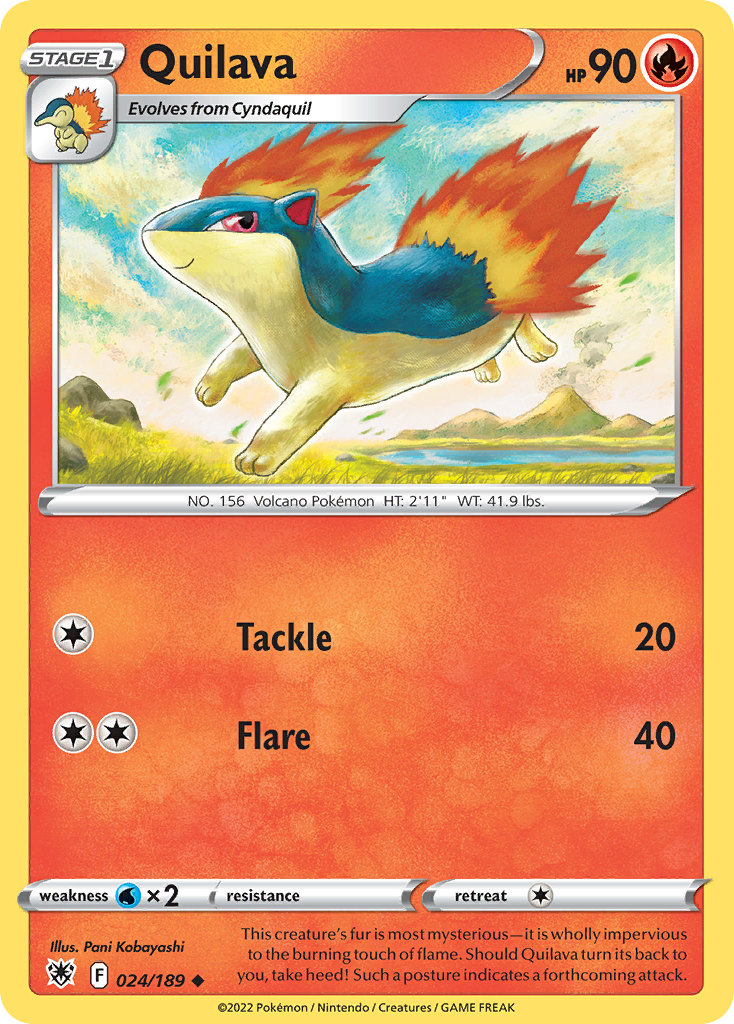 STAGE1
Quilava
HP 90
Evolves from Cyndaquil
NO. 156 Volcano Pokémon HT: 2'11" WT: 41.9 lbs.
Tackle 20
Flare 40
weakness ×2 resistance retreat
Illus. Pani Kobayashi
This creature's fur is most mysterious—it is wholly impervious
to the burning touch of flame. Should Quilava turn its back to
you, take heed! Such a posture indicates a forthcoming attack.
F 024/189
©2022 Pokémon / Nintendo / Creatures / GAME FREAK